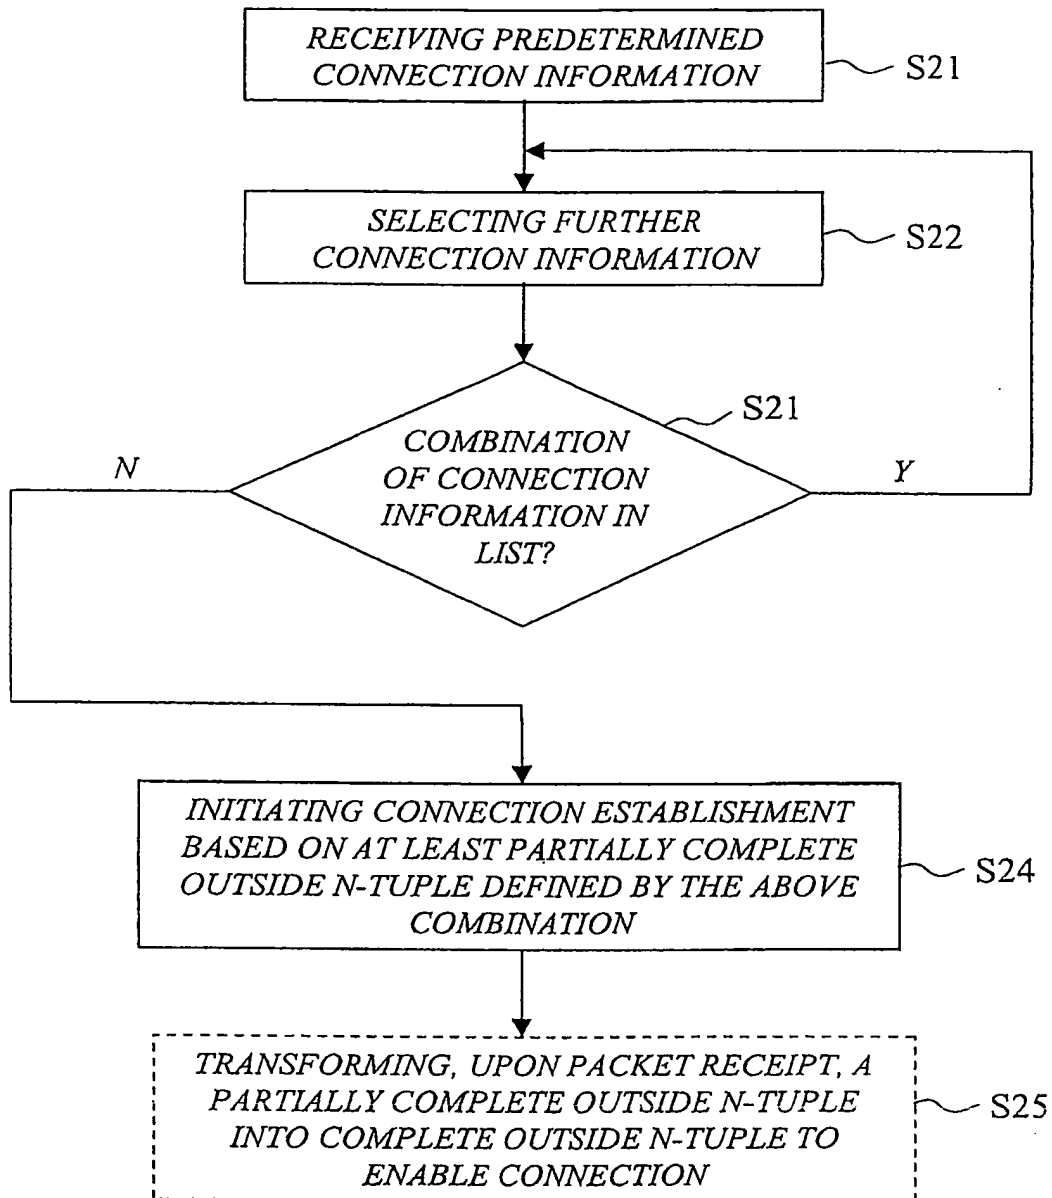 RECEIVING PREDETERMINED
CONNECTION INFORMATION
S21
SELECTING FURTHER
CONNECTION INFORMATION
S22
S21
COMBINATION
OF CONNECTION
INFORMATION IN
LIST?
N
Y
INITIATING CONNECTION ESTABLISHMENT
BASED ON AT LEAST PARTIALLY COMPLETE
OUTSIDE N-TUPLE DEFINED BY THE ABOVE
COMBINATION
S24
TRANSFORMING, UPON PACKET RECEIPT, A
PARTIALLY COMPLETE OUTSIDE N-TUPLE
INTO COMPLETE OUTSIDE N-TUPLE TO
ENABLE CONNECTION
S25